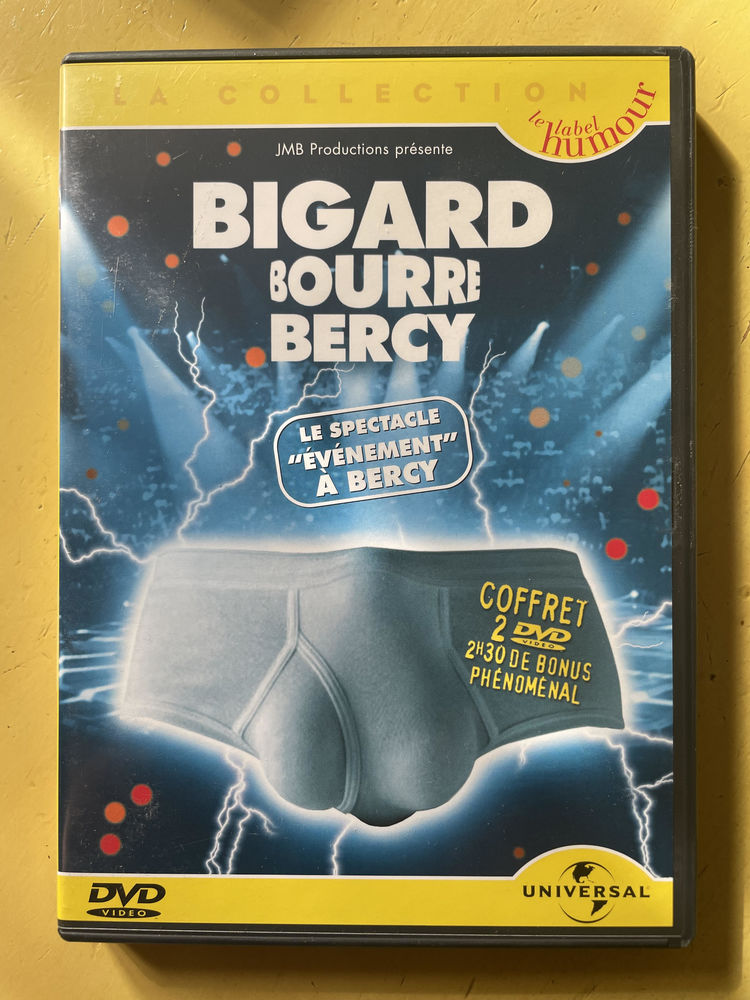 LA COLLECTION
le label
humour
JMB Productions présente
BIGARD
BOURRE
BERCY
LE SPECTACLE
"ÉVÉNEMENT"
À BERCY
COFFRET
2 DVD
VIDEO
2H30 DE BONUS
PHÉNOMÉNAL
DVD
VIDEO
UNIVERSAL